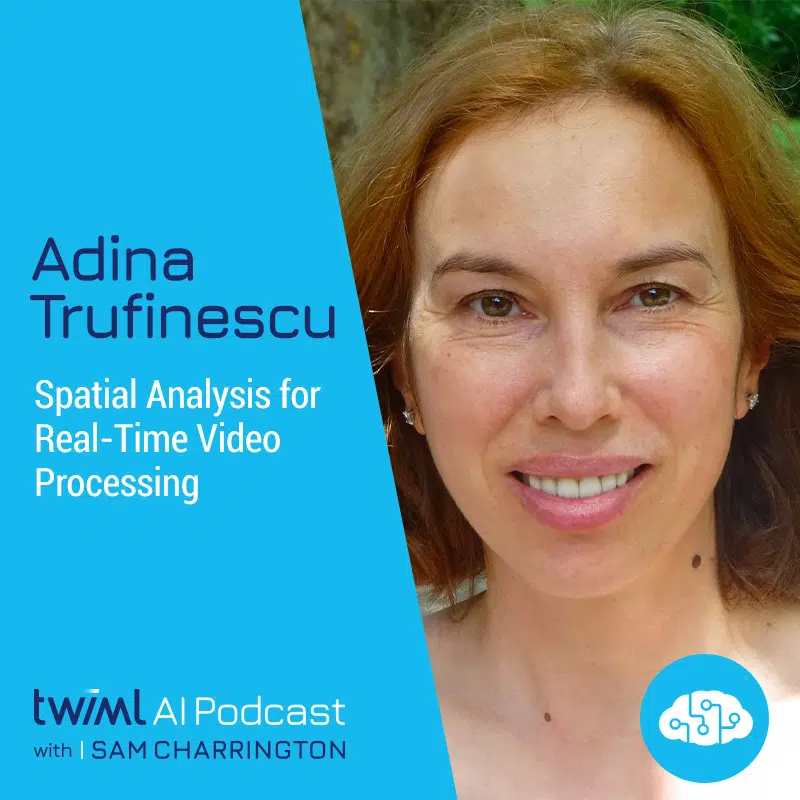 Adina
Trufinescu
Spatial Analysis for
Real-Time Video
Processing
twiml AI Podcast
with | SAM CHARRINGTON